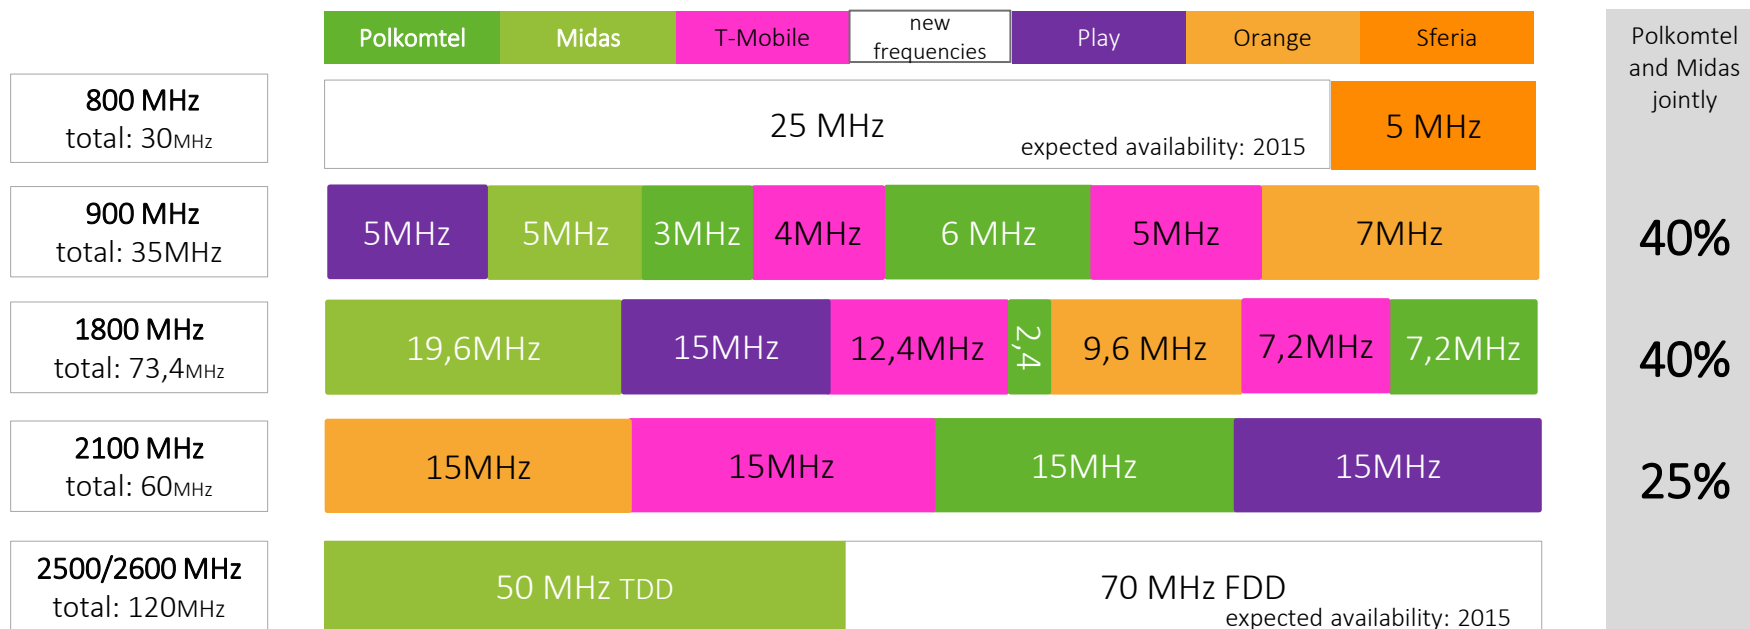 Polkomtel
Midas
T-Mobile
new
frequencies
Play
Orange
Sferia
Polkomtel
and Midas
jointly
800 MHz
total: 30MHz
25 MHz
expected availability: 2015
5 MHz
900 MHz
total: 35MHz
5MHz
5MHz
3MHz
4MHz
6 MHz
5MHz
7MHz
40%
1800 MHz
total: 73,4MHz
19,6MHz
15MHz
12,4MHz
2,4
9,6 MHz
7,2MHz
7,2MHz
40%
2100 MHz
total: 60MHz
15MHz
15MHz
15MHz
15MHz
25%
2500/2600 MHz
total: 120MHz
50 MHz TDD
70 MHz FDD
expected availability: 2015